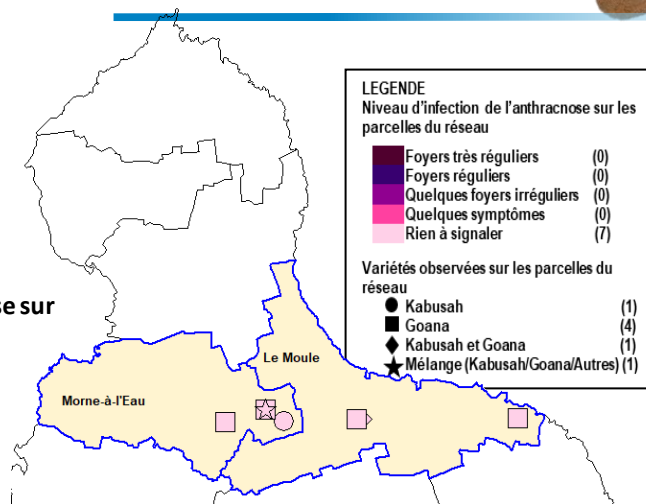 LEGENDE
Niveau d'infection de l'anthracnose sur les
parcelles du réseau
Foyers très réguliers (0)
Foyers réguliers (0)
Quelques foyers irréguliers (0)
Quelques symptômes (0)
Rien à signaler (7)
Variétés observées sur les parcelles du
réseau
Kabusah (1)
Goana (4)
Kabusah et Goana (1)
Mélange (Kabusah/Goana/Autres) (1)
se sur
Le Moule
Morne-à-l'Eau